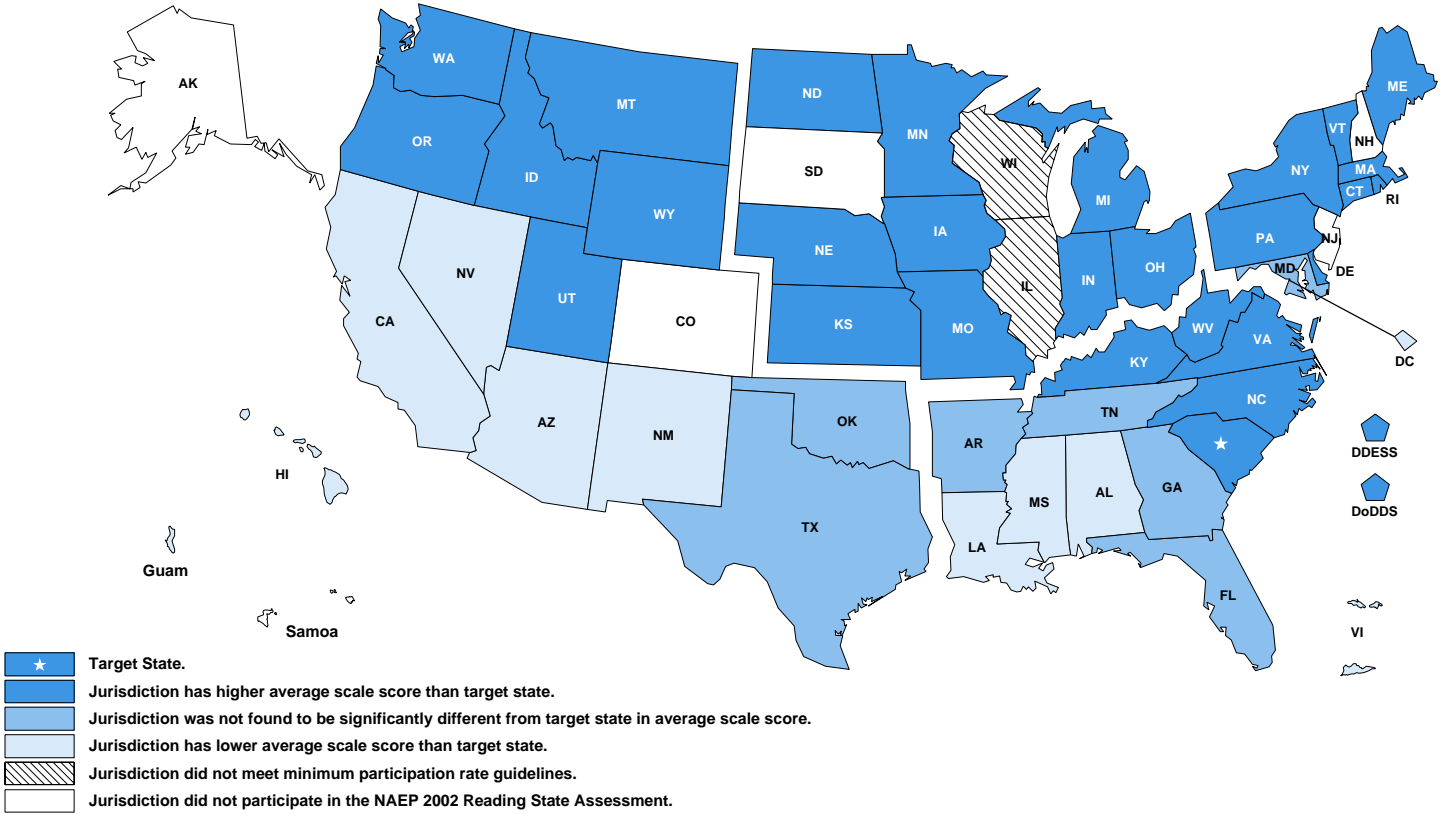 AK
WA
MT
ND
MN
ME
VT
NH
OR
ID
SD
WI
NY
MA
CT
RI
WY
MI
IA
PA
NJ
NE
NV
UT
CO
IN
OH
MD
DE
IL
CA
KS
MO
WV
VA
KY
DC
AZ
NM
OK
TN
NC
AR
DDESS
HI
MS
AL
GA
DoDDS
TX
LA
Guam
FL
Samoa
VI
Target State.
Jurisdiction has higher average scale score than target state.
Jurisdiction was not found to be significantly different from target state in average scale score.
Jurisdiction has lower average scale score than target state.
Jurisdiction did not meet minimum participation rate guidelines.
Jurisdiction did not participate in the NAEP 2002 Reading State Assessment.